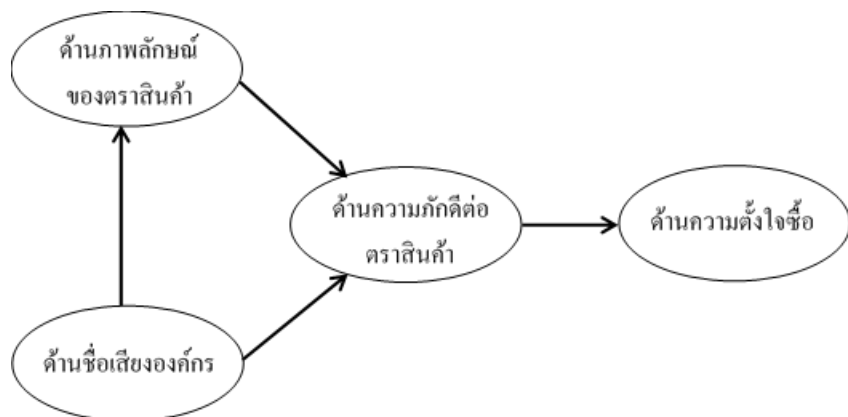 ด้านภาพลักษณ์
ของตราสินค้า
ด้านความภักดีต่อ
ตราสินค้า
ด้านความตั้งใจซื้อ
ด้านชื่อเสียงองค์กร